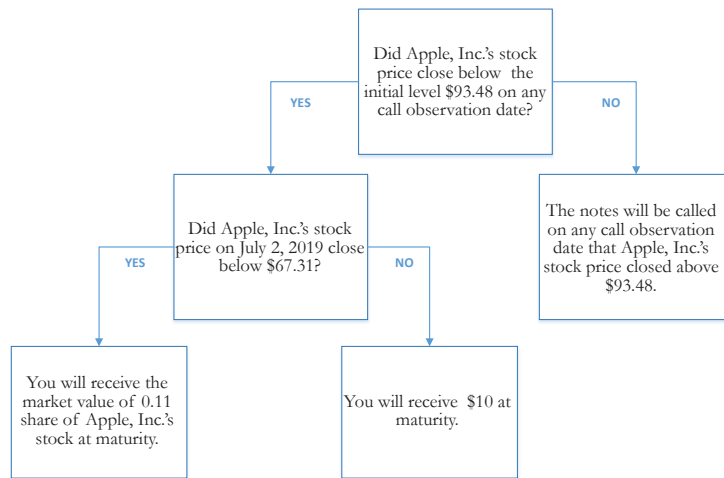 Did Apple, Inc.'s stock
price close below the
initial level $93.48 on any
call observation date?
YES
NO
Did Apple, Inc.'s stock
price on July 2, 2019 close
below $67.31?
The notes will be called
on any call observation
date that Apple, Inc.'s
stock price closed above
$93.48.
YES
NO
You will receive the
market value of 0.11
share of Apple, Inc.'s
stock at maturity.
You will receive $10 at
maturity.